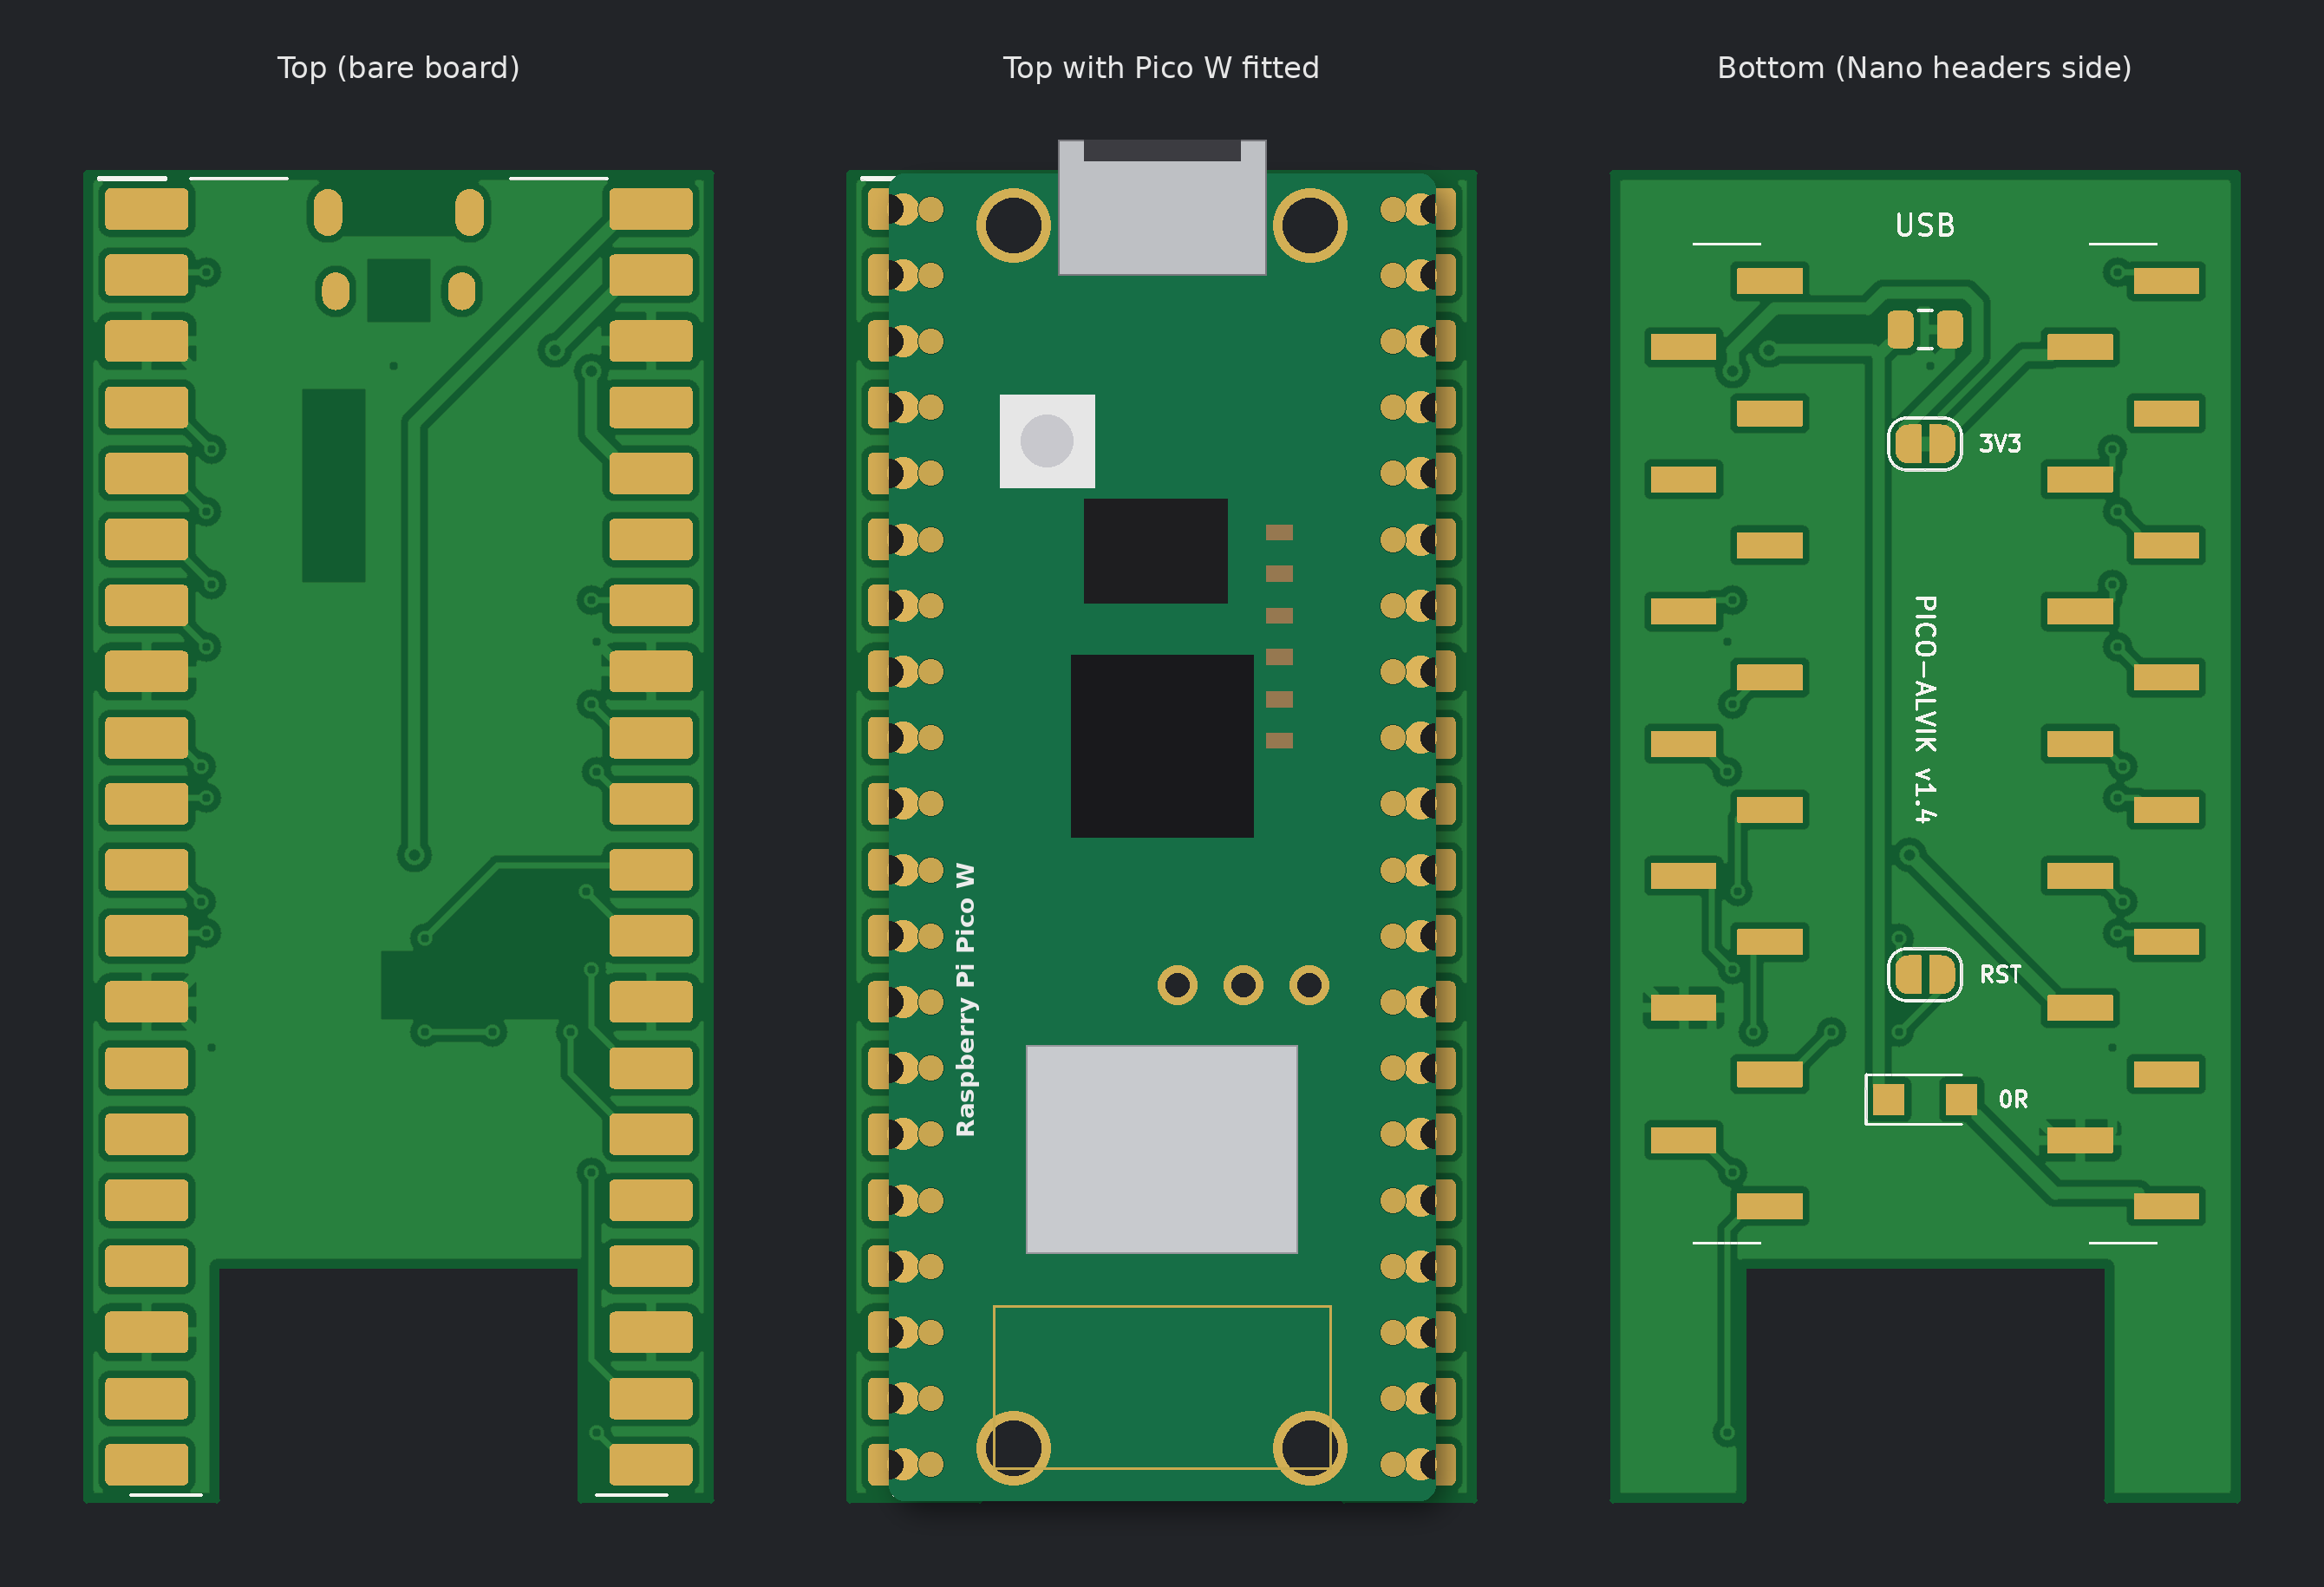 Top (bare board)
Top with Pico W fitted
Bottom (Nano headers side)
Raspberry Pi Pico W
USB
3V3
PICO-ALVIK v1.4
RST
0R